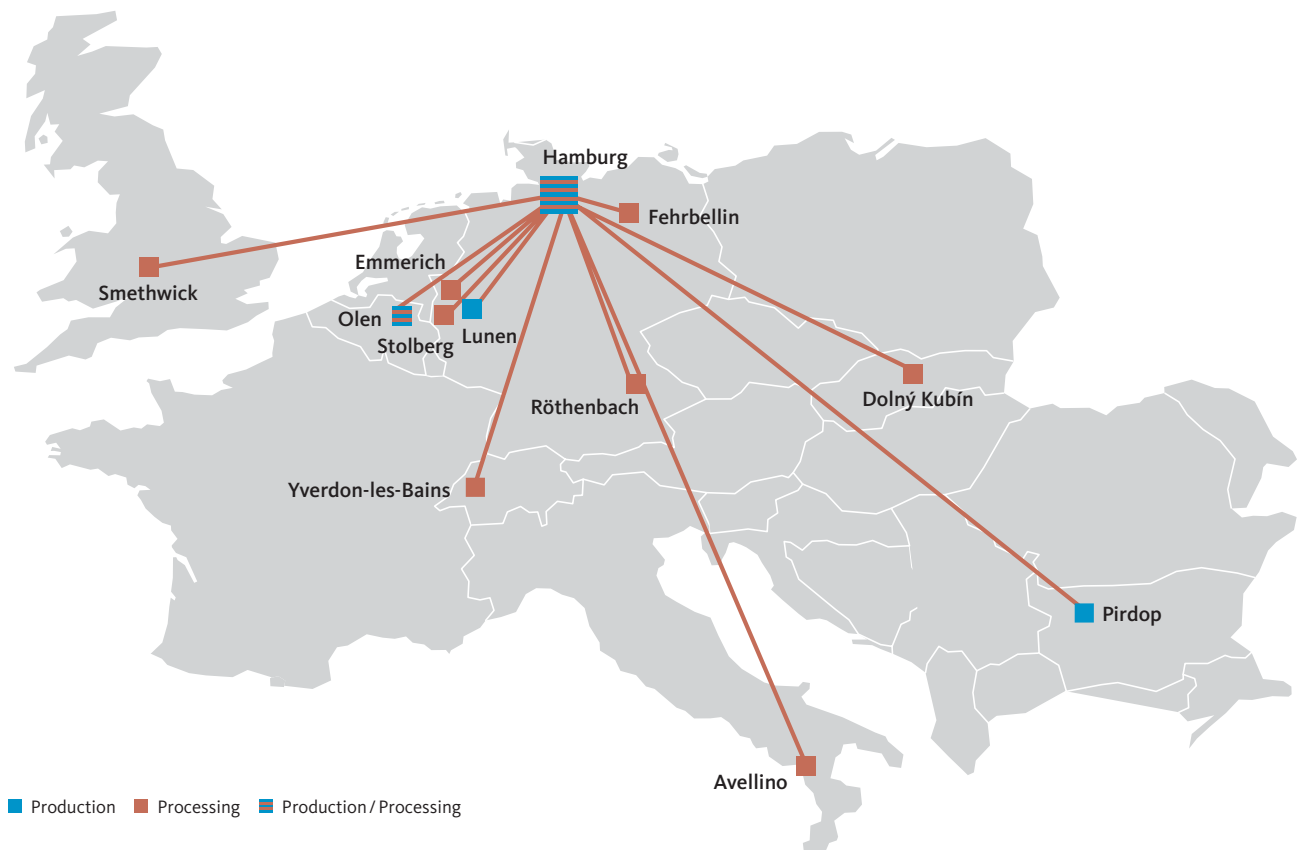 Hamburg
Fehrbellin
Emmerich
Smethwick
Olen
Lunen
Stolberg
Röthenbach
Dolný Kubín
Yverdon-les-Bains
Pirdop
Avellino
Production
Processing
Production / Processing